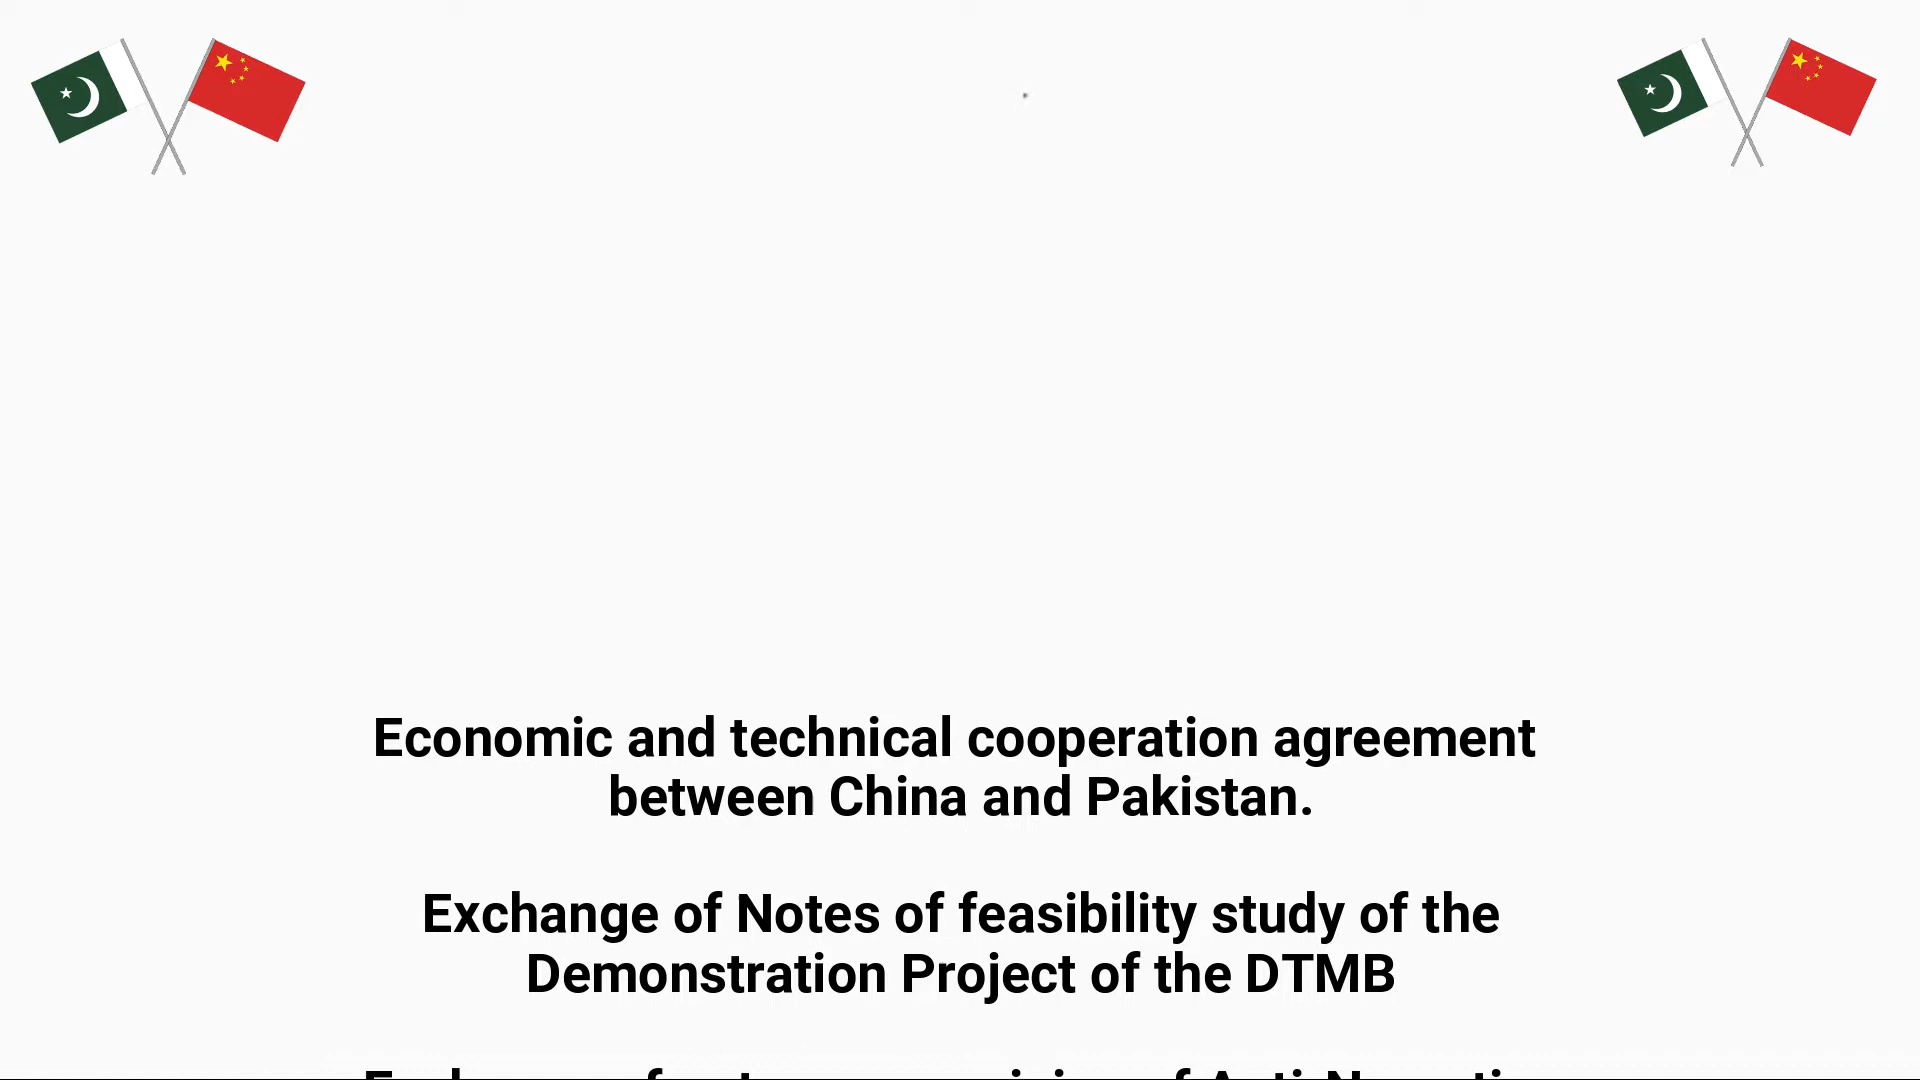 Economic and technical cooperation agreement
between China and Pakistan.
Exchange of Notes of feasibility study of the
Demonstration Project of the DTMB